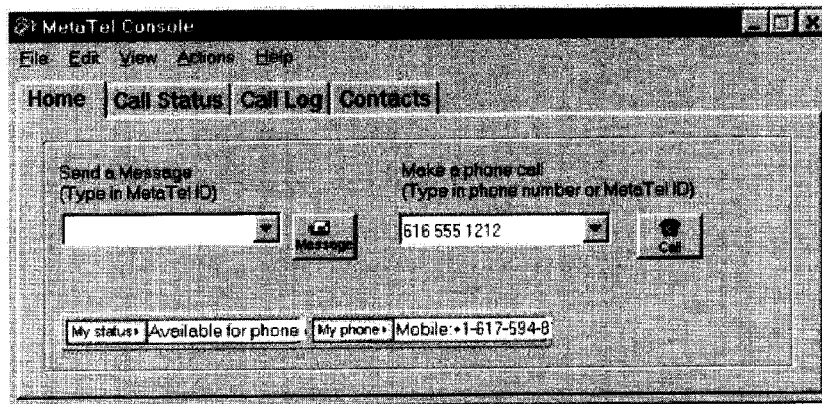 MetaTel Console
File Edit View Actions Help
Home Call Status Call Log Contacts
Send a Message
(Type in MetaTel ID)
Make a phone call
(Type in phone number or MetaTel ID)
Message
616 555 1212
Call
My status Available for phone
My phone Mobile:+1-617-594-8